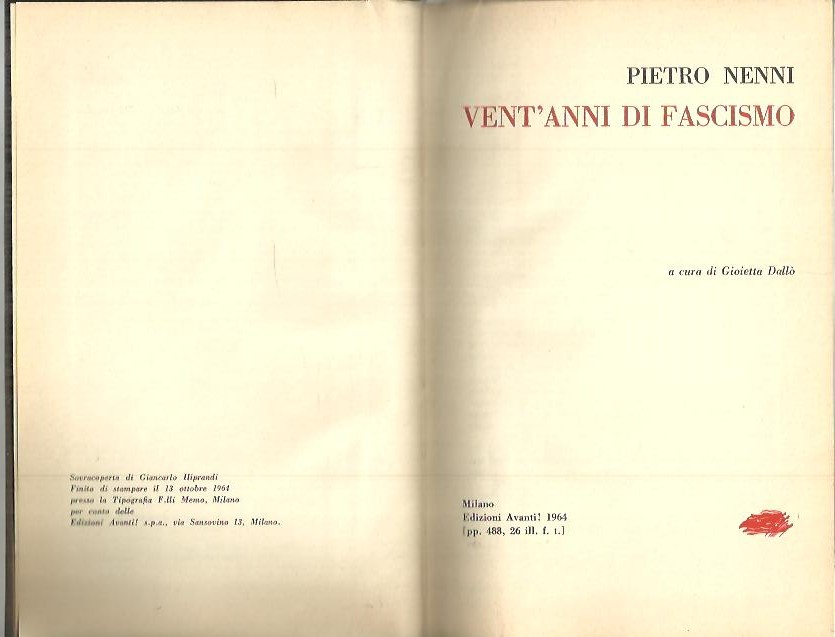 Sovracoperta di Giancarlo Iliprandi
Finito di stampare il 13 ottobre 1964
presso la Tipografia F.lli Memo, Milano
per conto delle
Edizioni Avanti! s.p.a., via Sansovino 13, Milano.
PIETRO NENNI
VENT'ANNI DI FASCISMO
a cura di Gioietta Dallò
Milano
Edizioni Avanti! 1964
[pp. 488, 26 ill. f. t.]